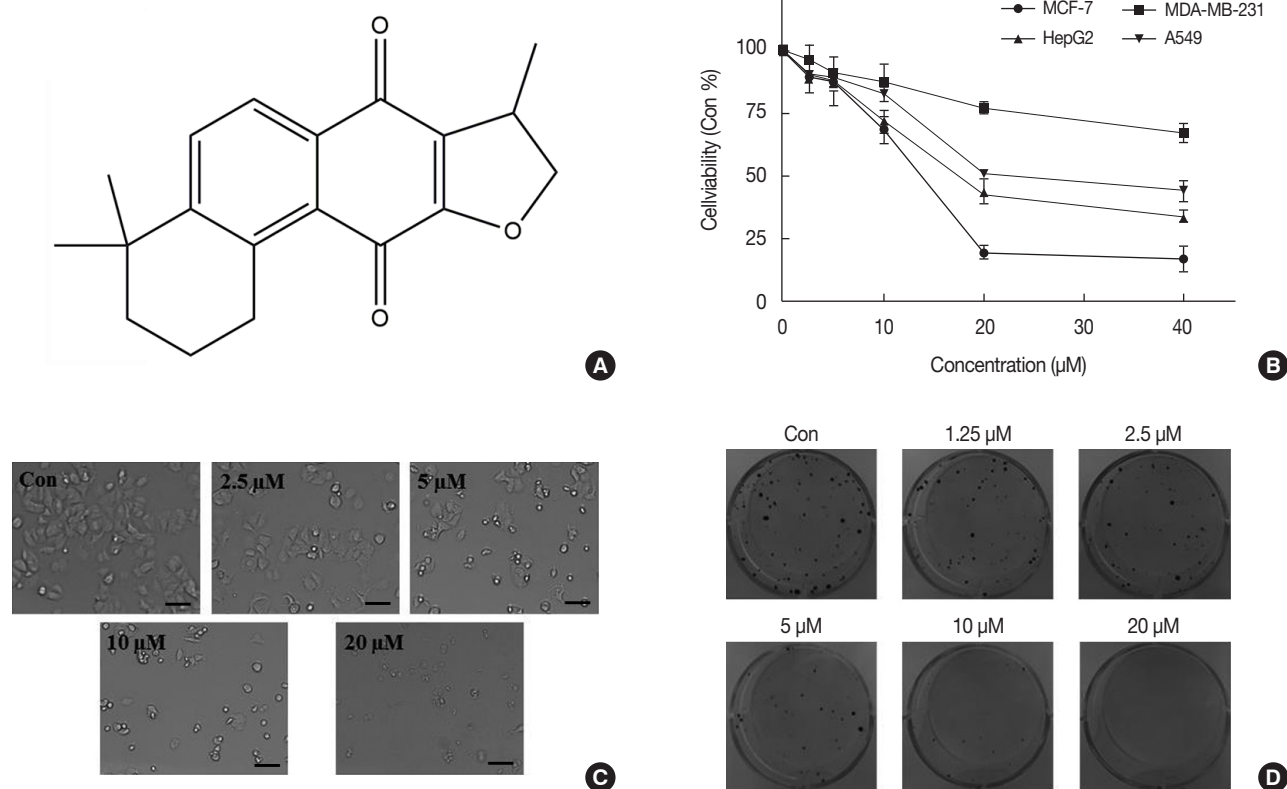 O
O
O
A
MCF-7
MDA-MB-231
HepG2
A549
Cellviability (Con %)
100
75
50
25
0
0 10 20 30 40
Concentration (µM)
B
Con
2.5 µM
5 µM
10 µM
20 µM
C
Con
1.25 µM
2.5 µM
5 µM
10 µM
20 µM
D